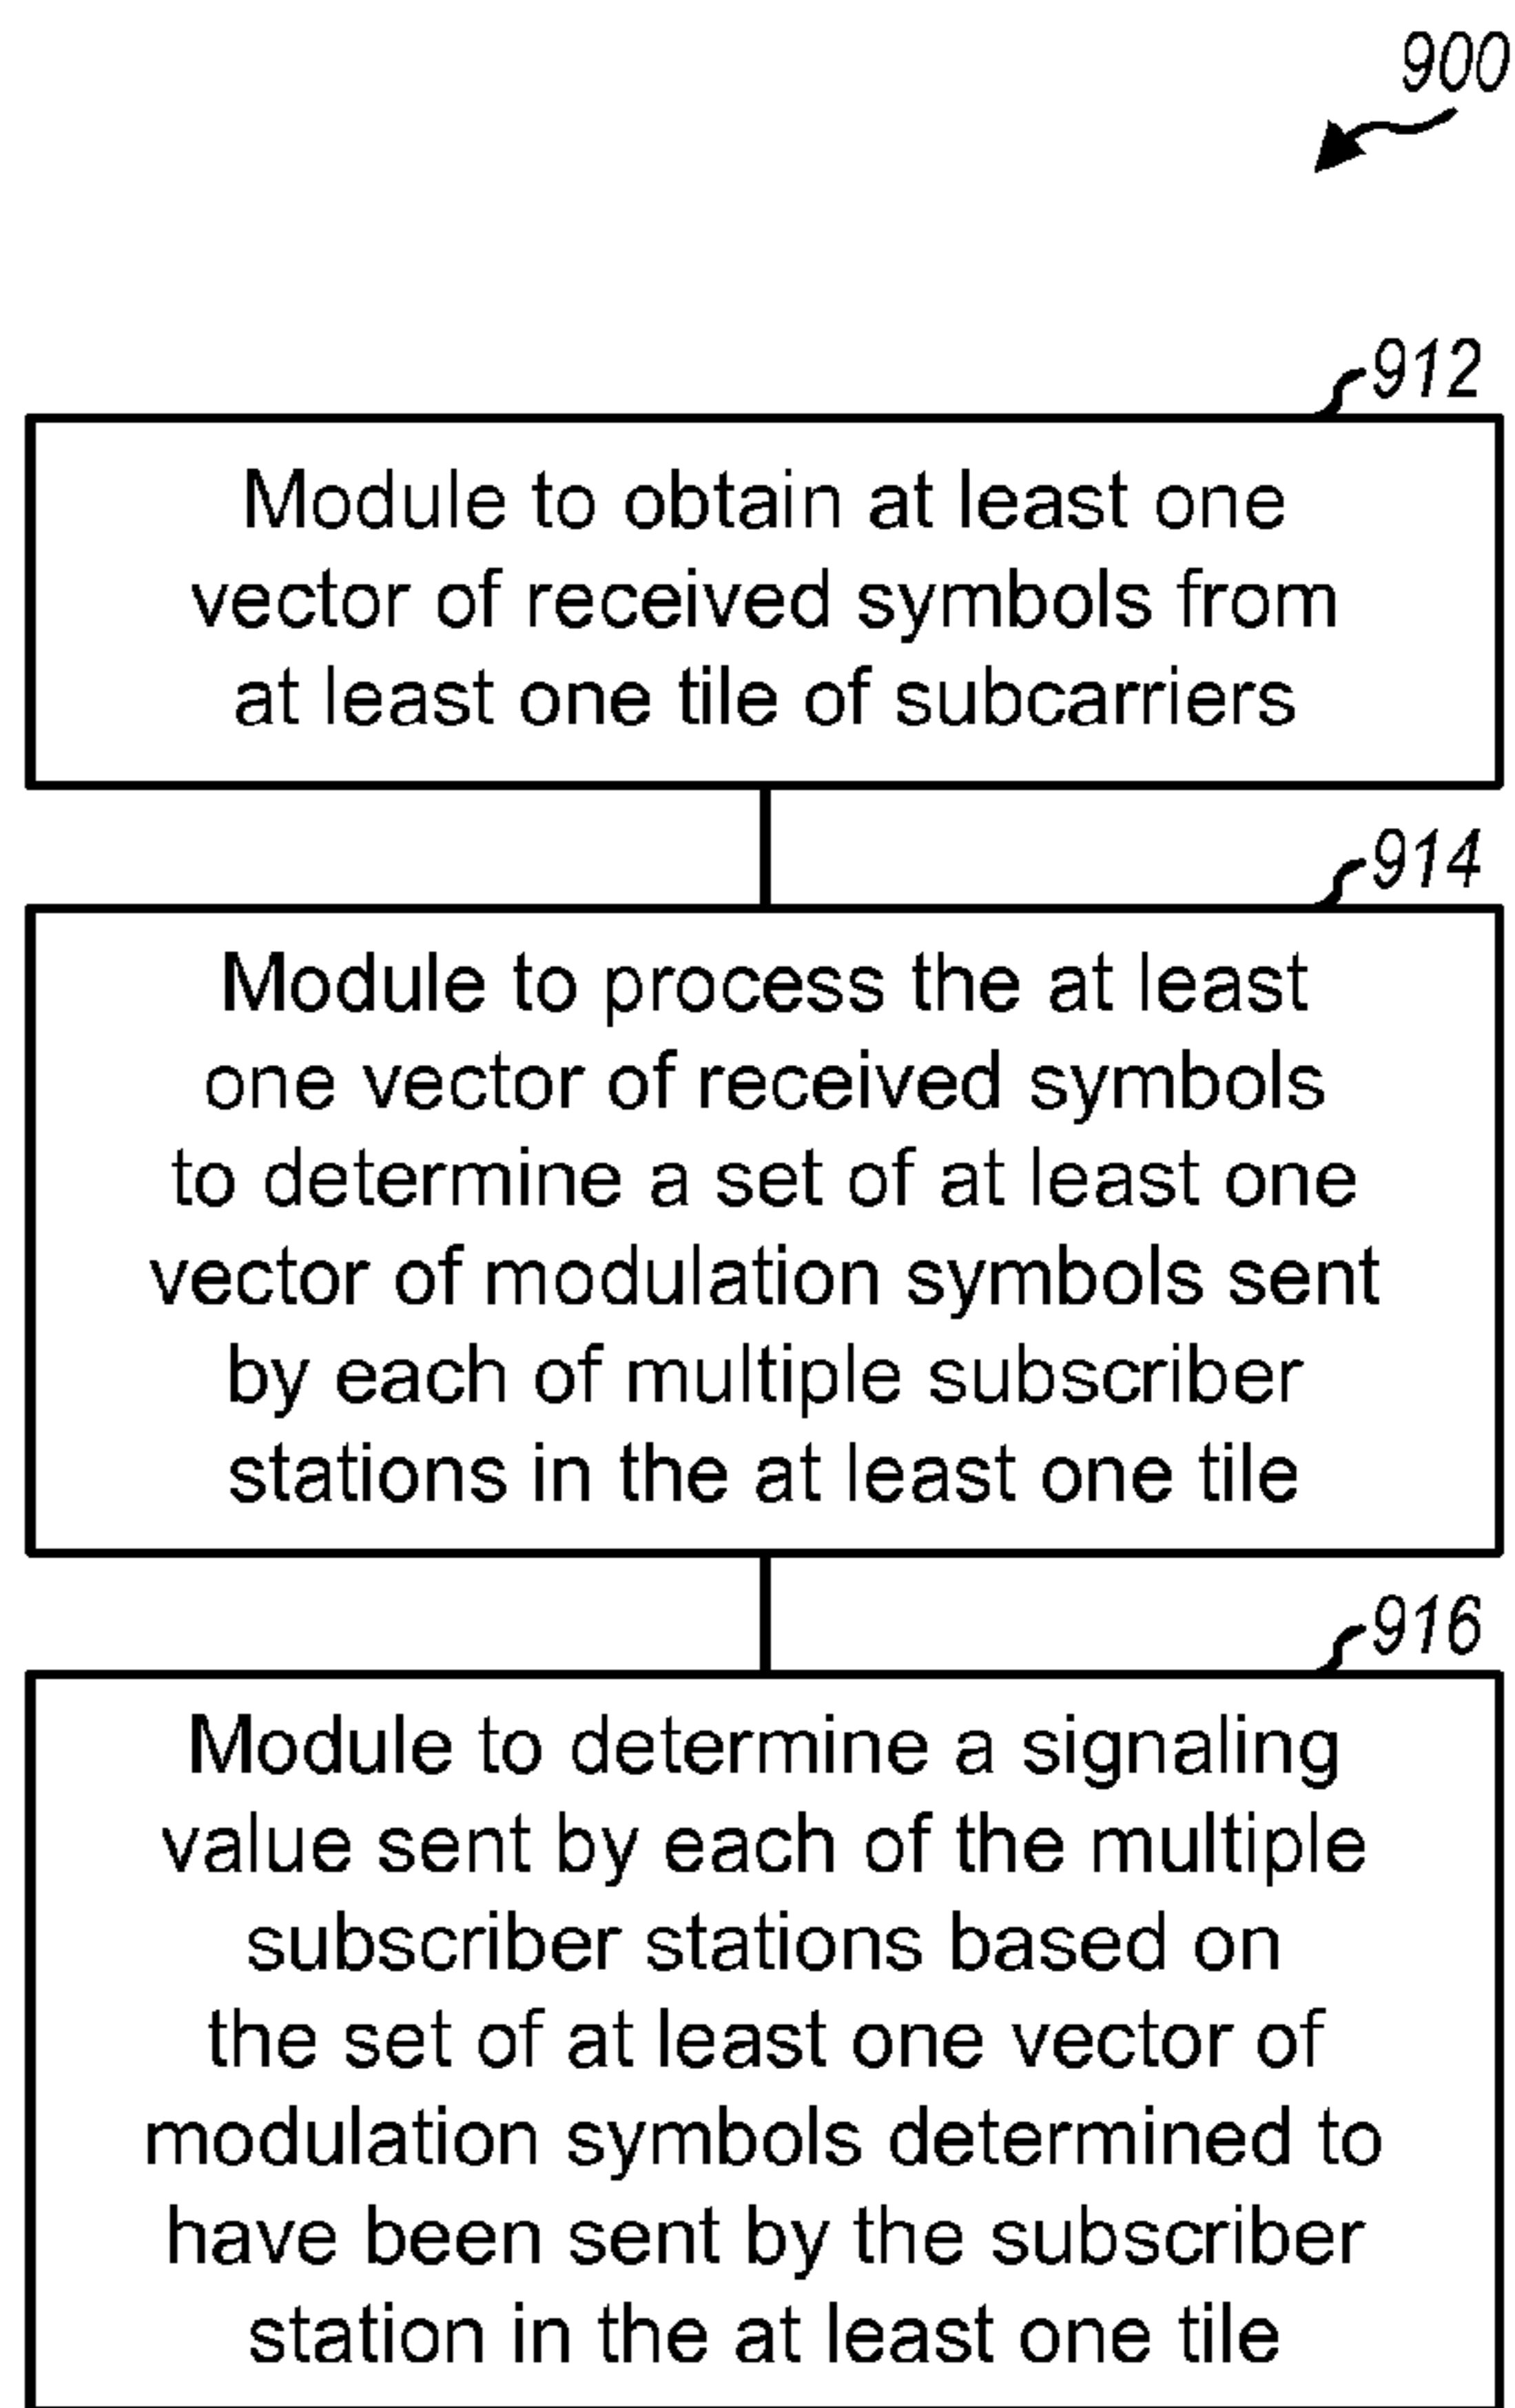 900
912
Module to obtain at least one
vector of received symbols from
at least one tile of subcarriers
914
Module to process the at least
one vector of received symbols
to determine a set of at least one
vector of modulation symbols sent
by each of multiple subscriber
stations in the at least one tile
916
Module to determine a signaling
value sent by each of the multiple
subscriber stations based on
the set of at least one vector of
modulation symbols determined to
have been sent by the subscriber
station in the at least one tile